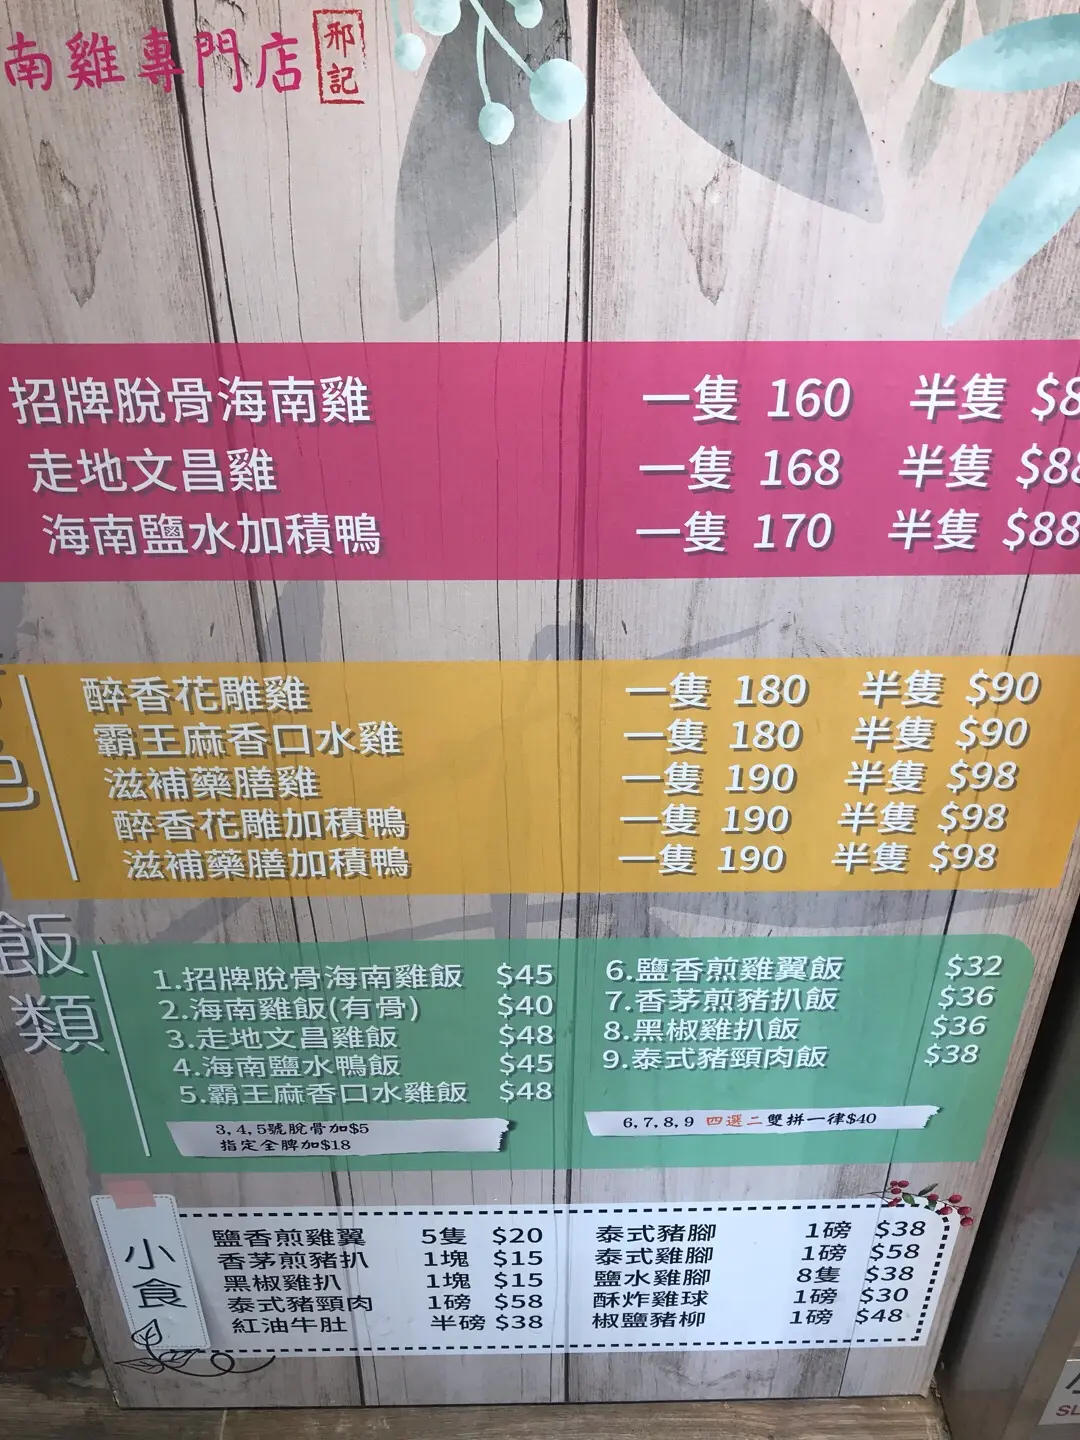 南雞專門店
邪記
招牌脫骨海南雞 一隻 160 半隻 $8
走地文昌雞 一隻 168 半隻 $88
海南鹽水加積鴨 一隻 170 半隻 $88
醉香花雕雞 一隻 180 半隻 $90
霸王麻香口水雞 一隻 180 半隻 $90
滋補藥膳雞 一隻 190 半隻 $98
醉香花雕加積鴨 一隻 190 半隻 $98
滋補藥膳加積鴨 一隻 190 半隻 $98
飯類
1.招牌脫骨海南雞飯 $45
2.海南雞飯(有骨) $40
3.走地文昌雞飯 $48
4.海南鹽水鴨飯 $45
5.霸王麻香口水雞飯 $48
3,4,5號脫骨加$5
指定全脾加$18
6.鹽香煎雞翼飯 $32
7.香茅煎豬扒飯 $36
8.黑椒雞扒飯 $36
9.泰式豬頸肉飯 $38
6,7,8,9 四選二雙拼一律$40
小食
鹽香煎雞翼 5隻 $20
香茅煎豬扒 1塊 $15
黑椒雞扒 1塊 $15
泰式豬頸肉 1磅 $58
紅油牛肚 半磅 $38
泰式豬腳 1磅 $38
泰式雞腳 1磅 $58
鹽水雞腳 8隻 $38
酥炸雞球 1磅 $30
椒鹽豬柳 1磅 $48